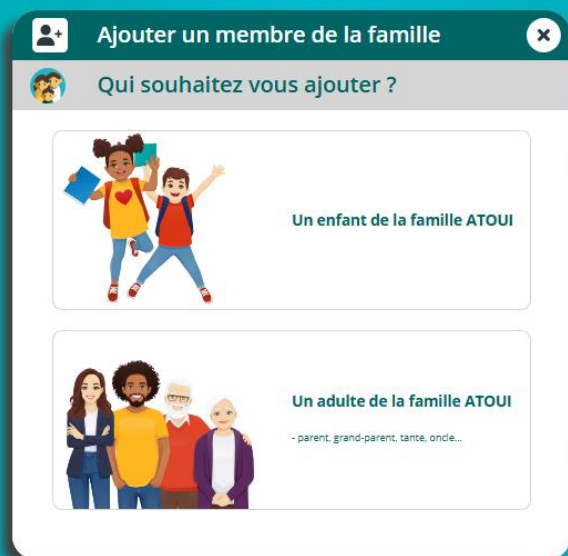 Ajouter un membre de la famille
Qui souhaitez vous ajouter ?
Un enfant de la famille ATOUI
Un adulte de la famille ATOUI
- parent, grand-parent, tante, oncle...